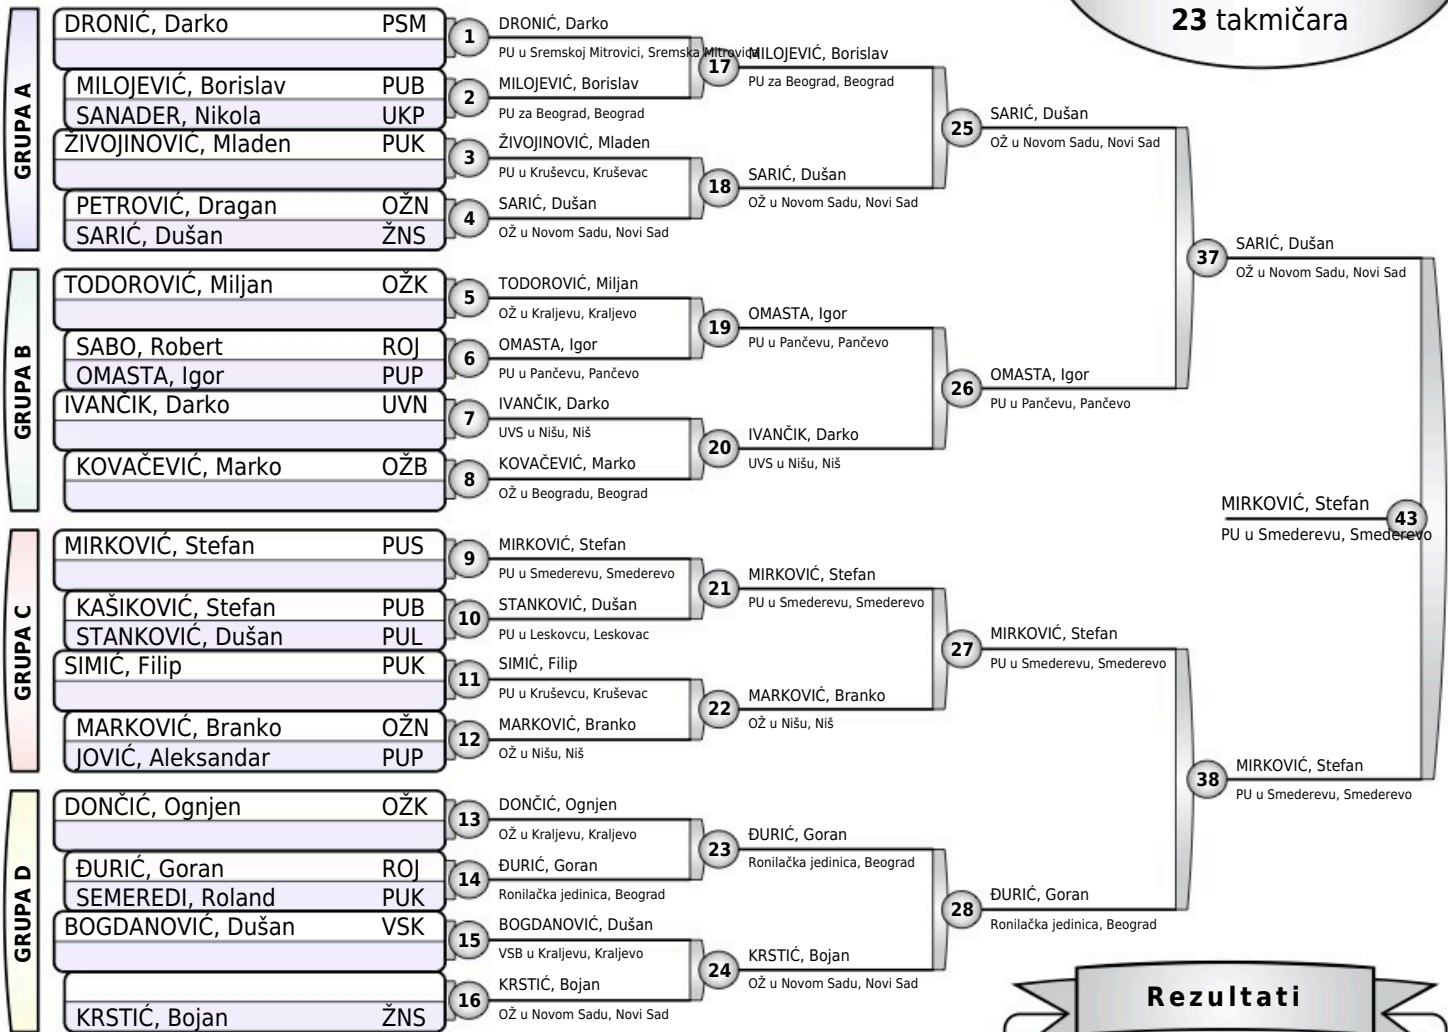 23 takmičara
GRUPA A
DRONIĆ, Darko PSM
MILOJEVIĆ, Borislav PUB
SANADER, Nikola UKP
ŽIVOJINOVIĆ, Mladen PUK
PETROVIĆ, Dragan OŽN
SARIĆ, Dušan ŽNS
GRUPA B
TODOROVIĆ, Miljan OŽK
SABO, Robert ROJ
OMASTA, Igor PUP
IVANČIK, Darko UVN
KOVAČEVIĆ, Marko OŽB
GRUPA C
MIRKOVIĆ, Stefan PUS
KAŠIKOVIĆ, Stefan PUB
STANKOVIĆ, Dušan PUL
SIMIĆ, Filip PUK
MARKOVIĆ, Branko OŽN
JOVIĆ, Aleksandar PUP
GRUPA D
DONČIĆ, Ognjen OŽK
ĐURIĆ, Goran ROJ
SEMEREDI, Roland PUK
BOGDANOVIĆ, Dušan VSK
KRSTIĆ, Bojan ŽNS
1
DRONIĆ, Darko
PU u Sremskoj Mitrovici, Sremska Mitrovica
2
MILOJEVIĆ, Borislav
PU za Beograd, Beograd
3
ŽIVOJINOVIĆ, Mladen
PU u Kruševcu, Kruševac
4
SARIĆ, Dušan
OŽ u Novom Sadu, Novi Sad
5
TODOROVIĆ, Miljan
OŽ u Kraljevu, Kraljevo
6
OMASTA, Igor
PU u Pančevu, Pančevo
7
IVANČIK, Darko
UVS u Nišu, Niš
8
KOVAČEVIĆ, Marko
OŽ u Beogradu, Beograd
9
MIRKOVIĆ, Stefan
PU u Smederevu, Smederevo
10
STANKOVIĆ, Dušan
PU u Leskovcu, Leskovac
11
SIMIĆ, Filip
PU u Kruševcu, Kruševac
12
MARKOVIĆ, Branko
OŽ u Nišu, Niš
13
DONČIĆ, Ognjen
OŽ u Kraljevu, Kraljevo
14
ĐURIĆ, Goran
Ronilačka jedinica, Beograd
15
BOGDANOVIĆ, Dušan
VSB u Kraljevu, Kraljevo
16
KRSTIĆ, Bojan
OŽ u Novom Sadu, Novi Sad
17
MILOJEVIĆ, Borislav
PU za Beograd, Beograd
18
SARIĆ, Dušan
OŽ u Novom Sadu, Novi Sad
19
OMASTA, Igor
PU u Pančevu, Pančevo
20
IVANČIK, Darko
UVS u Nišu, Niš
21
MIRKOVIĆ, Stefan
PU u Smederevu, Smederevo
22
MARKOVIĆ, Branko
OŽ u Nišu, Niš
23
ĐURIĆ, Goran
Ronilačka jedinica, Beograd
24
KRSTIĆ, Bojan
OŽ u Novom Sadu, Novi Sad
25
SARIĆ, Dušan
OŽ u Novom Sadu, Novi Sad
26
OMASTA, Igor
PU u Pančevu, Pančevo
27
MIRKOVIĆ, Stefan
PU u Smederevu, Smederevo
28
ĐURIĆ, Goran
Ronilačka jedinica, Beograd
37
SARIĆ, Dušan
OŽ u Novom Sadu, Novi Sad
38
MIRKOVIĆ, Stefan
PU u Smederevu, Smederevo
43
MIRKOVIĆ, Stefan
PU u Smederevu, Smederevo
Rezultati